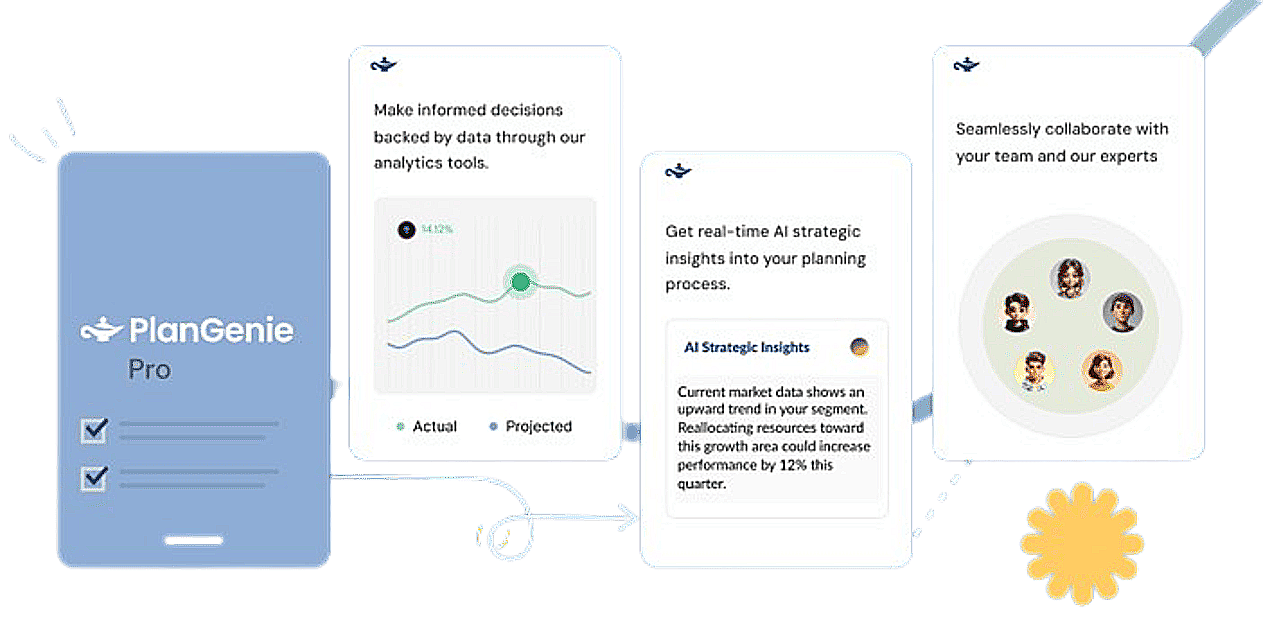 PlanGenie
Pro
Make informed decisions
backed by data through our
analytics tools.
14.12%
Actual
Projected
Get real-time AI strategic
insights into your planning
process.
AI Strategic Insights
Current market data shows an
upward trend in your segment.
Reallocating resources toward
this growth area could increase
performance by 12% this
quarter.
Seamlessly collaborate with
your team and our experts